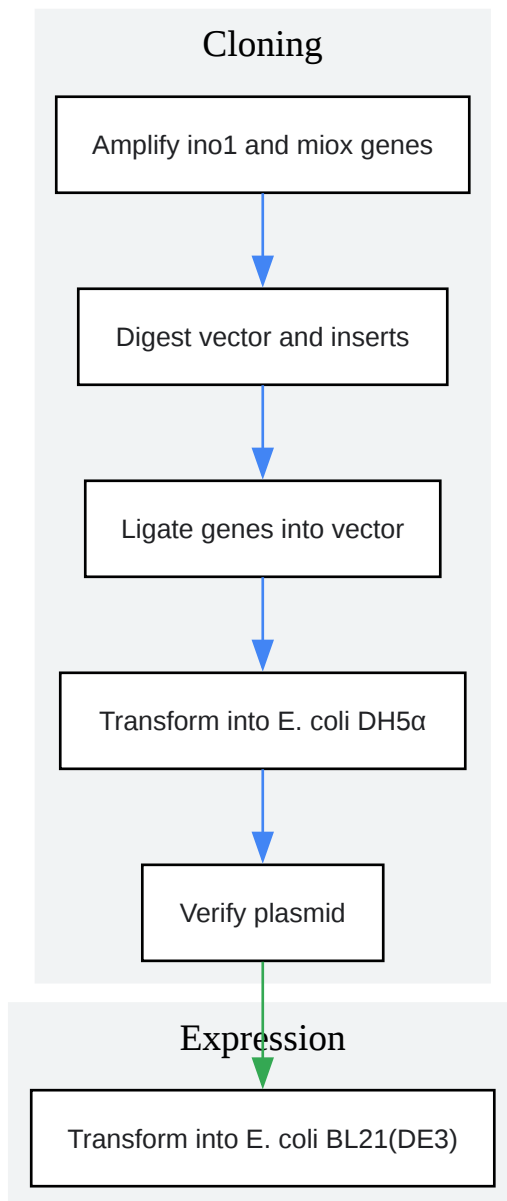 Cloning
Amplify ino1 and miox genes
Digest vector and inserts
Ligate genes into vector
Transform into E. coli DH5α
Verify plasmid
Expression
Transform into E. coli BL21(DE3)